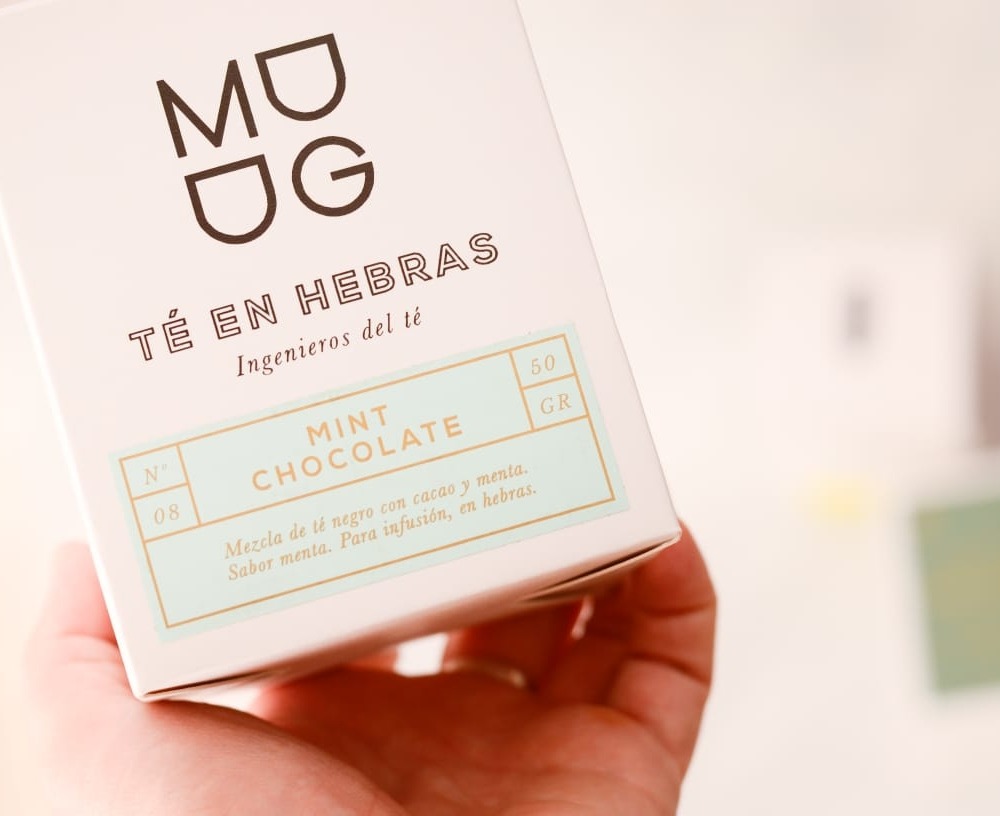 MU
UG
TÉ EN HEBRAS
Ingenieros del té
Nº
08
MINT
CHOCOLATE
50
GR
Mezcla de té negro con cacao y menta.
Sabor menta. Para infusión, en hebras.